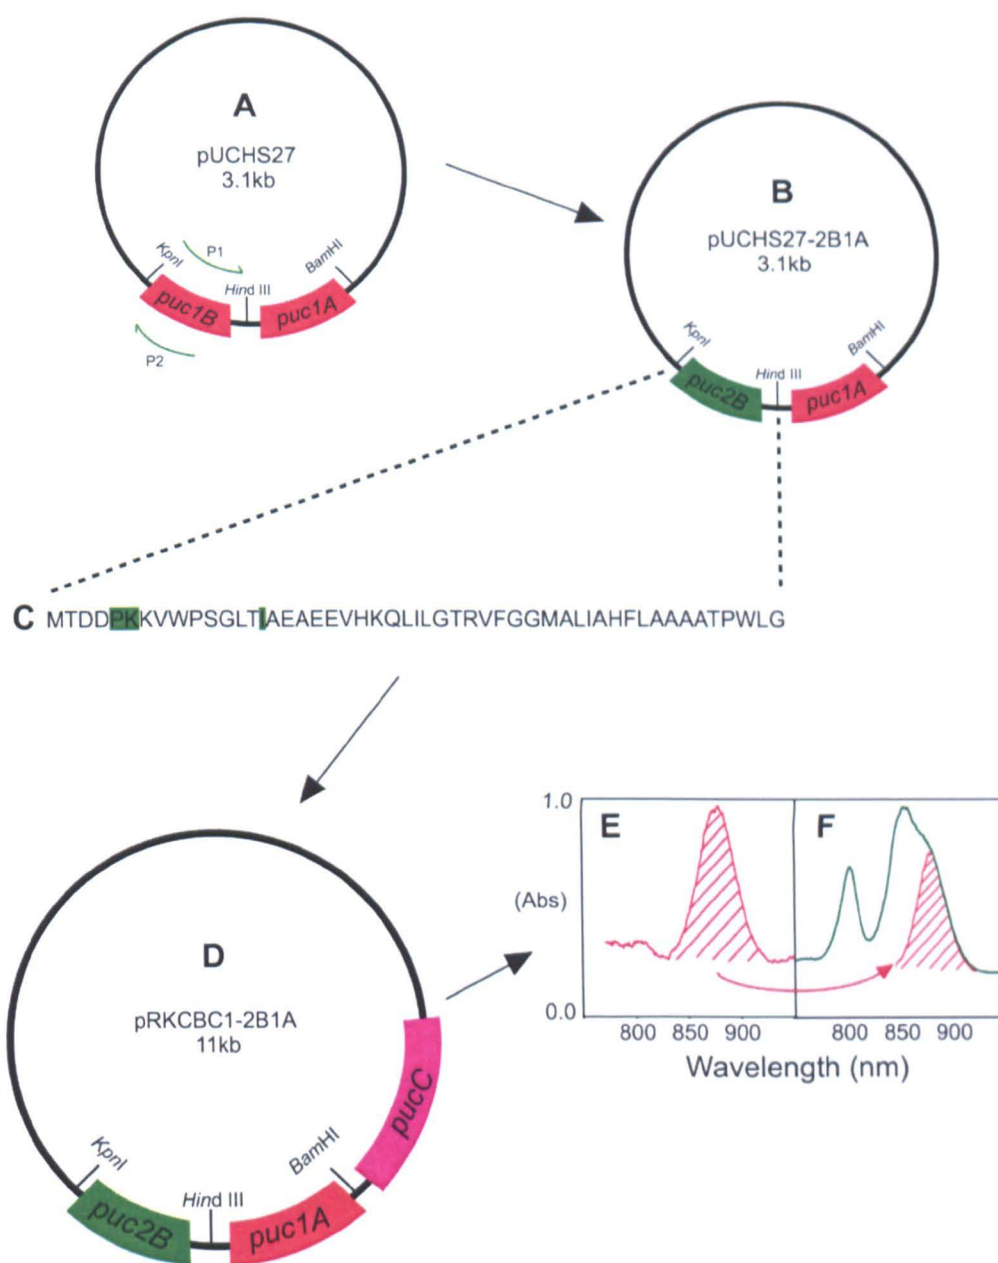 A
pUCHS27
3.1kb
KpnI
P1
Hind III
BamHI
puc1B
puc1A
P2
B
pUCHS27-2B1A
3.1kb
KpnI
Hind III
BamHI
puc2B
puc1A
C MTDDPKKVWPSGLTIAEAEEVHKQLILGTRVFGGMALIAHFLAAAATPWLG
D
pRKCBC1-2B1A
11kb
KpnI
Hind III
BamHI
pucC
puc2B
puc1A
1.0
E
F
(Abs)
0.0
800 850 900 800 850 900
Wavelength (nm)